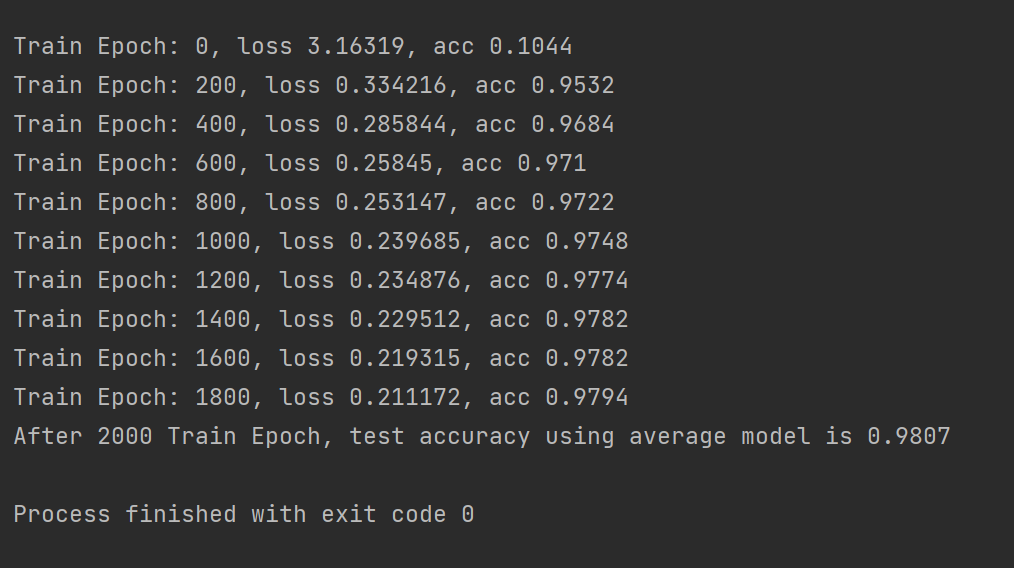 Train Epoch: 0, loss 3.16319, acc 0.1044
Train Epoch: 200, loss 0.334216, acc 0.9532
Train Epoch: 400, loss 0.285844, acc 0.9684
Train Epoch: 600, loss 0.25845, acc 0.971
Train Epoch: 800, loss 0.253147, acc 0.9722
Train Epoch: 1000, loss 0.239685, acc 0.9748
Train Epoch: 1200, loss 0.234876, acc 0.9774
Train Epoch: 1400, loss 0.229512, acc 0.9782
Train Epoch: 1600, loss 0.219315, acc 0.9782
Train Epoch: 1800, loss 0.211172, acc 0.9794
After 2000 Train Epoch, test accuracy using average model is 0.9807
Process finished with exit code 0